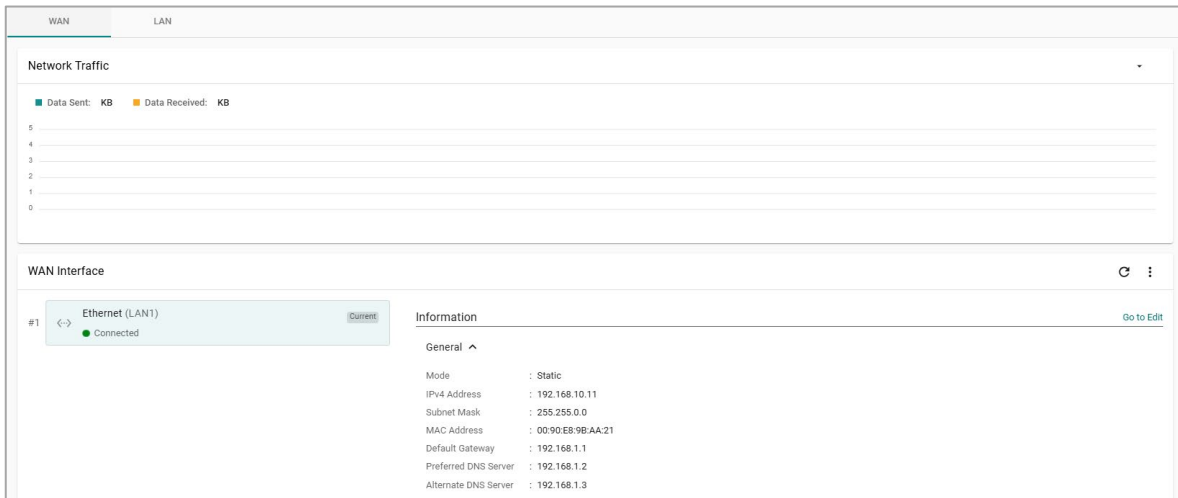 WAN LAN
Network Traffic
Data Sent: KB Data Received: KB
5
4
3
2
1
0
WAN Interface
#1 Ethernet (LAN1) Current
Connected
Information Go to Edit
General
Mode : Static
IPv4 Address : 192.168.10.11
Subnet Mask : 255.255.0.0
MAC Address : 00:90:E8:9B:AA:21
Default Gateway : 192.168.1.1
Preferred DNS Server : 192.168.1.2
Alternate DNS Server : 192.168.1.3